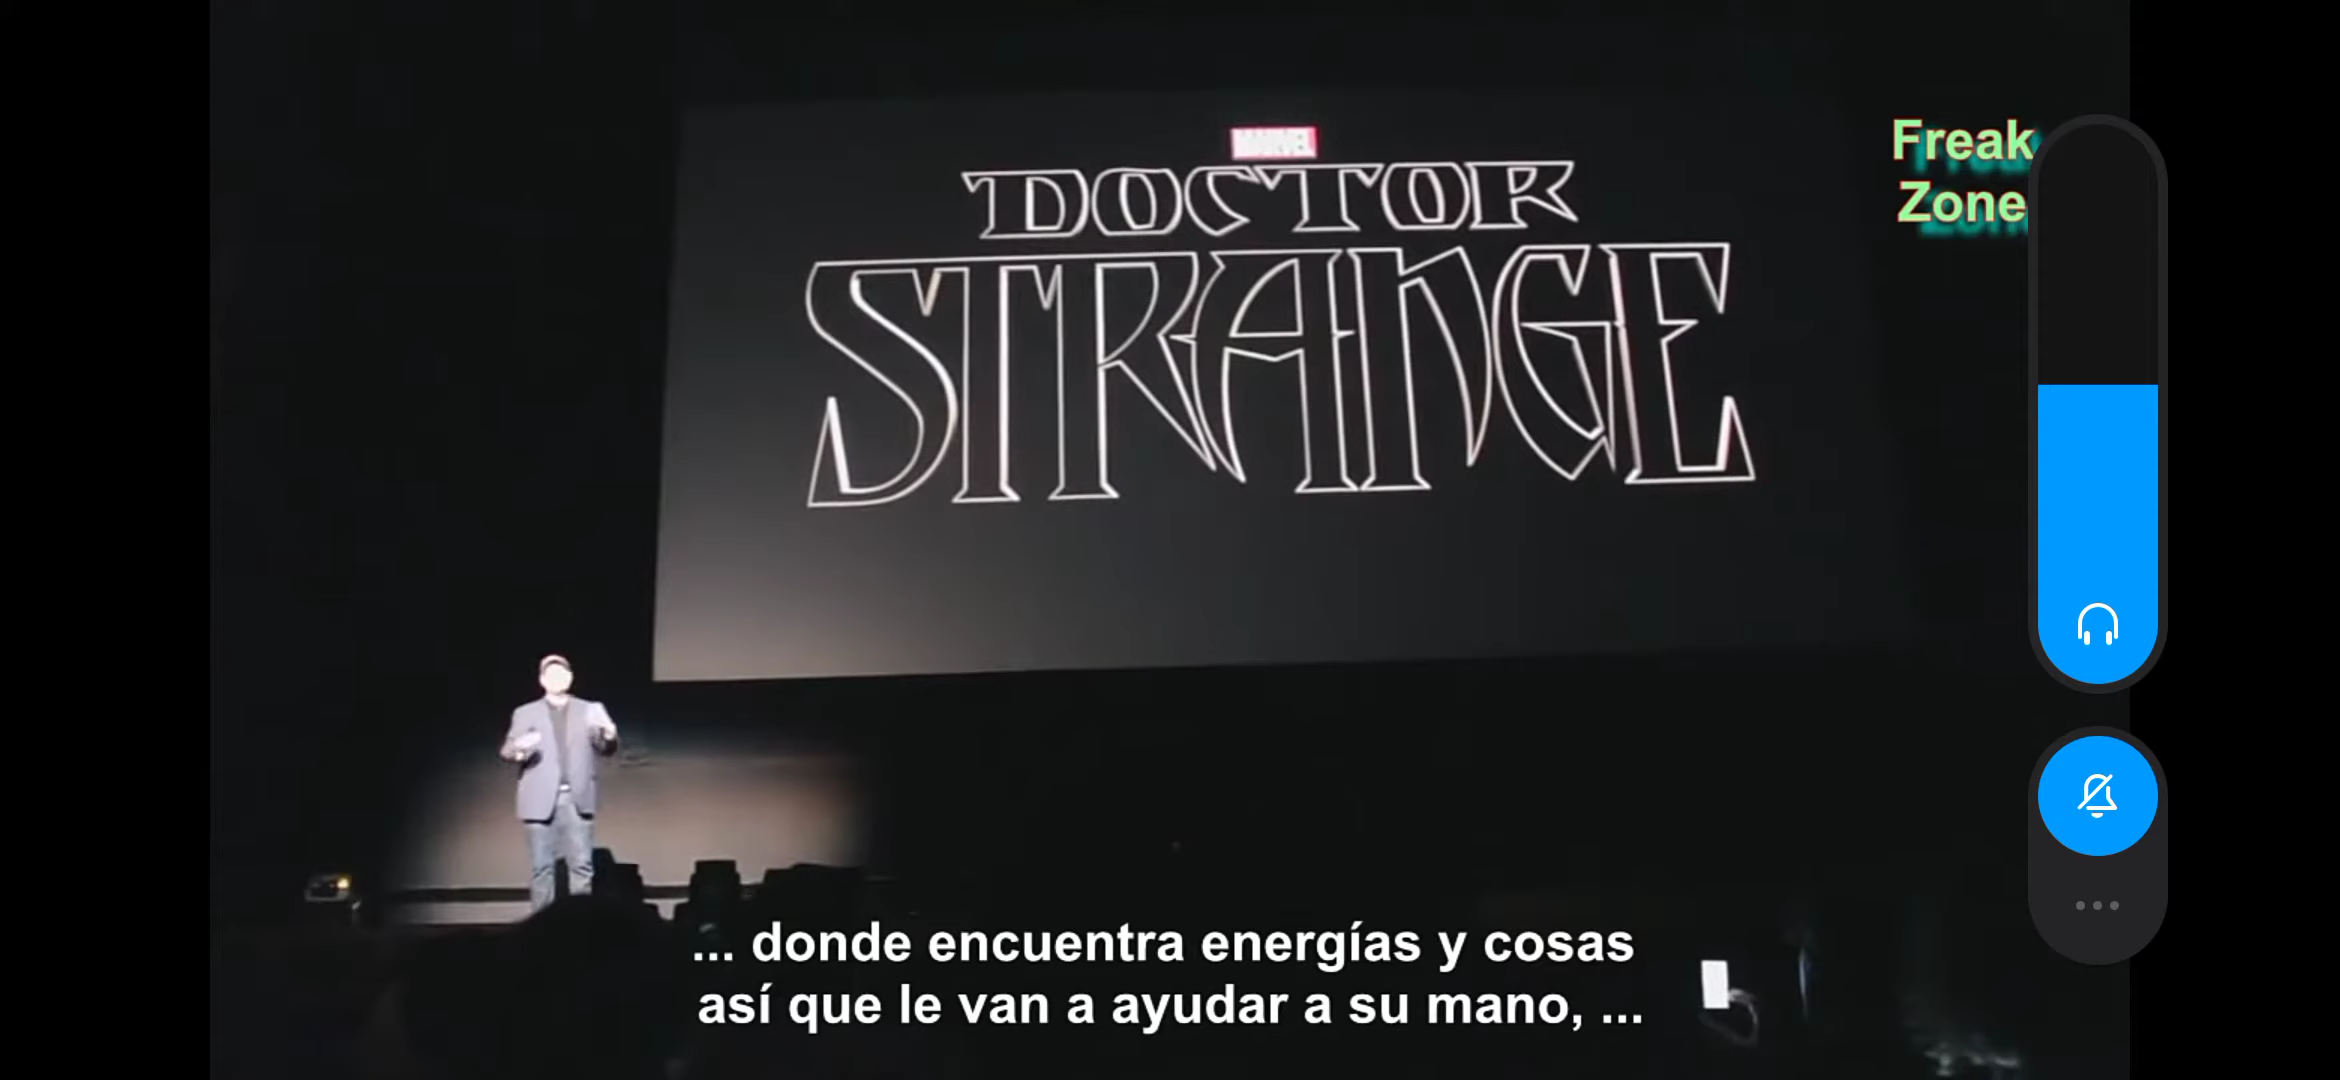 MARVEL
DOCTOR
STRANGE
Freak
Zone
... donde encuentra energías y cosas
así que le van a ayudar a su mano, ...